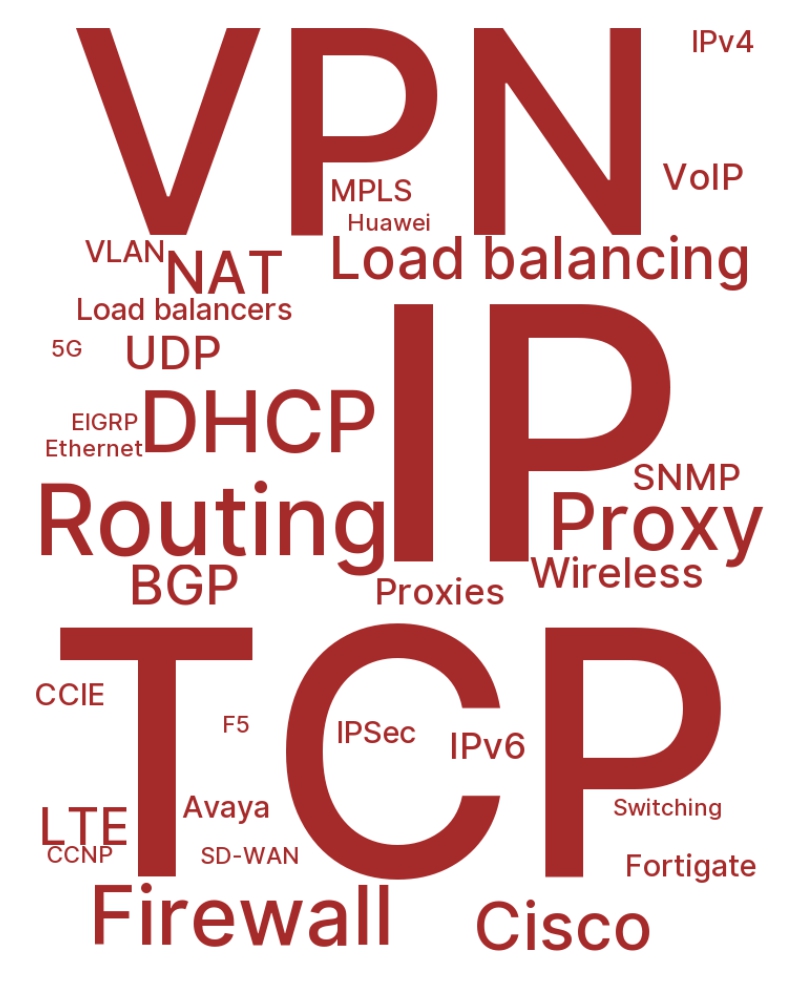 VPN
IPv4
VoIP
MPLS
Huawei
VLAN
NAT
Load balancing
Load balancers
5G
UDP
IP
DHCP
EIGRP
Ethernet
SNMP
Routing
Proxy
BGP
Wireless
Proxies
TCP
CCIE
F5
IPSec
IPv6
Avaya
Switching
LTE
CCNP
SD-WAN
Fortigate
Firewall
Cisco